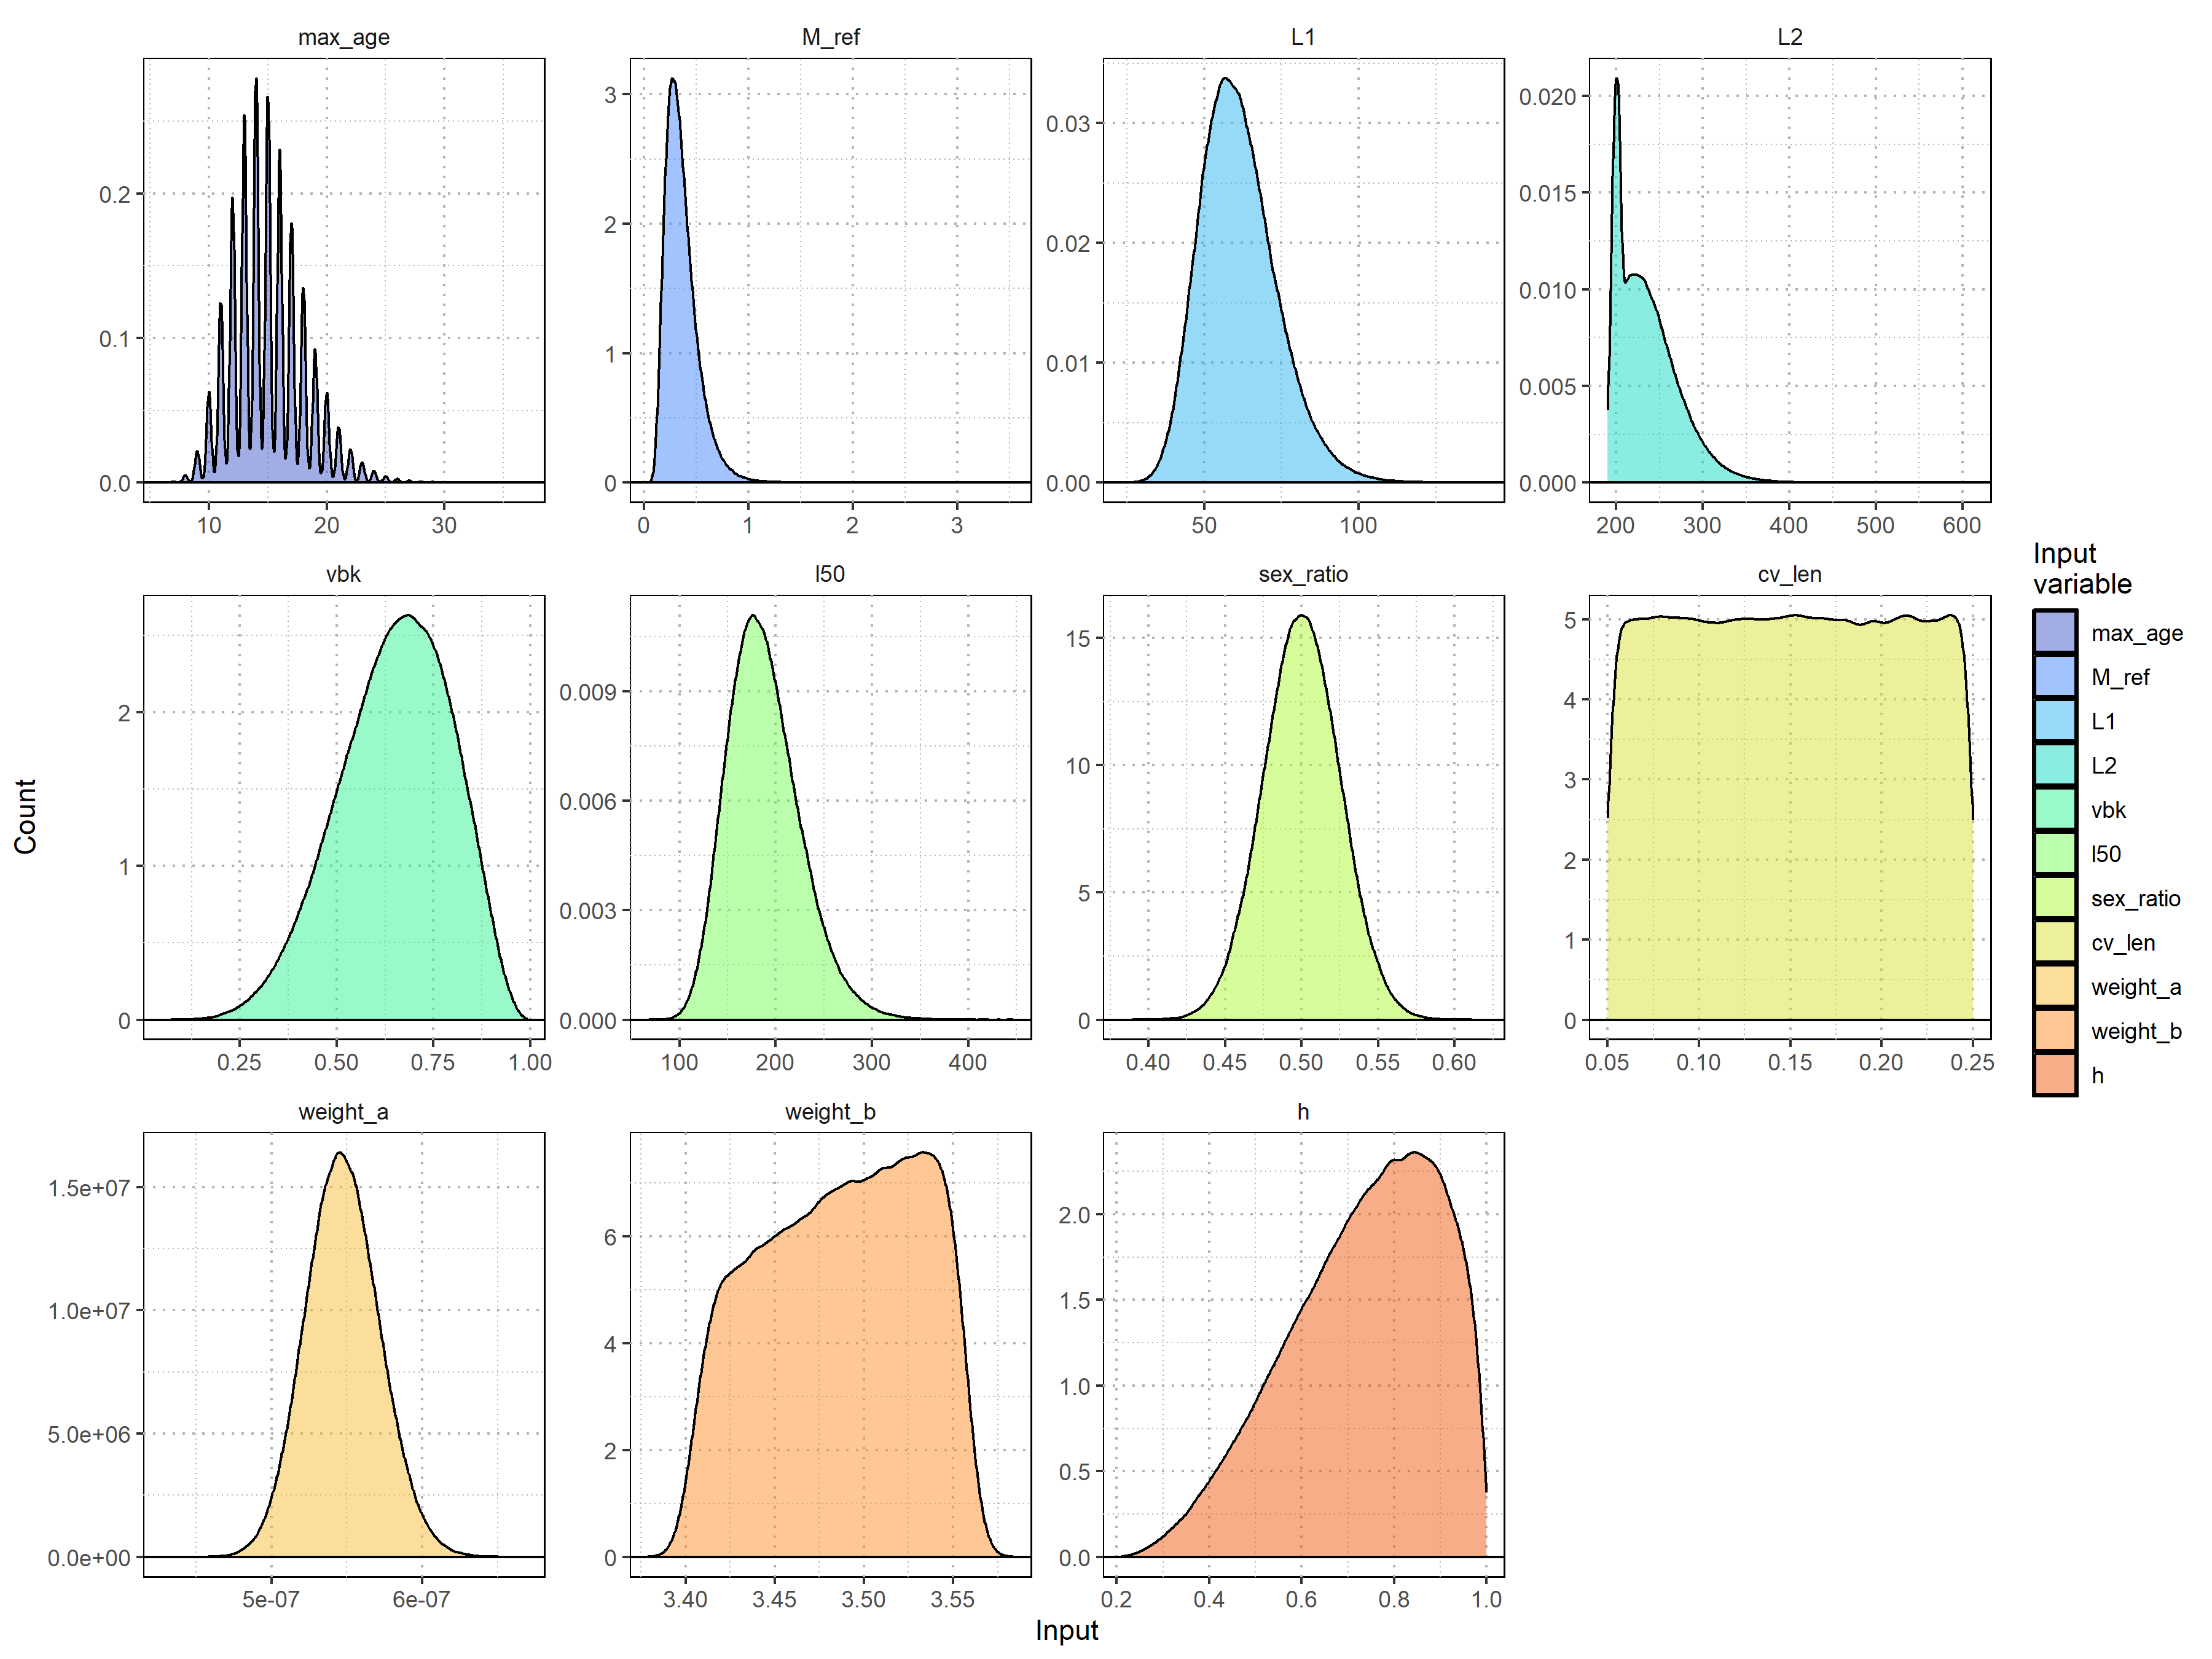 max_age M_ref L1 L2
0.2
0.1
0.0
10 20 30
3
2
1
0
0 1 2 3
0.03
0.02
0.01
0.00
50 100
0.020
0.015
0.010
0.005
0.000
200 300 400 500 600
vbk l50 sex_ratio cv_len
2
1
0
0.25 0.50 0.75 1.00
0.009
0.006
0.003
0.000
100 200 300 400
15
10
5
0
0.40 0.45 0.50 0.55 0.60
5
4
3
2
1
0
0.05 0.10 0.15 0.20 0.25
weight_a weight_b h
1.5e+07
1.0e+07
5.0e+06
0.0e+00
5e-07 6e-07
6
4
2
0
3.40 3.45 3.50 3.55
2.0
1.5
1.0
0.5
0.0
0.2 0.4 0.6 0.8 1.0
Count
Input
Input
variable
max_age
M_ref
L1
L2
vbk
l50
sex_ratio
cv_len
weight_a
weight_b
h